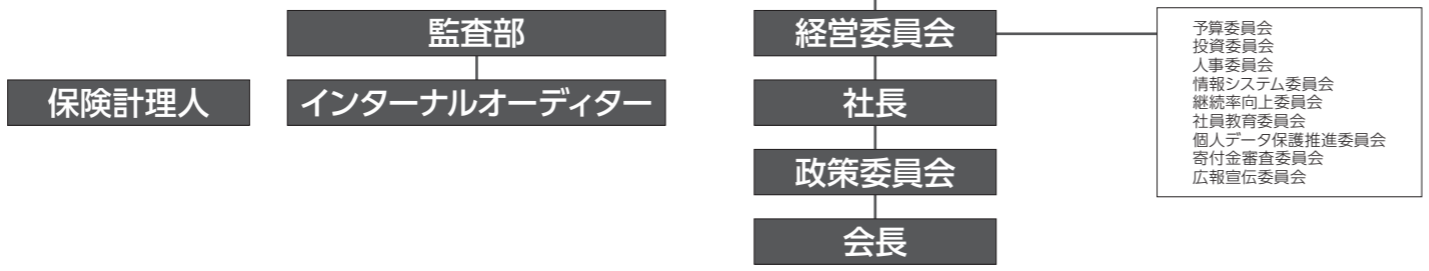 監査部
経営委員会
予算委員会
投資委員会
人事委員会
情報システム委員会
継続率向上委員会
社員教育委員会
個人データ保護推進委員会
寄付金審査委員会
広報宣伝委員会
保険計理人
インターナルオーディター
社長
政策委員会
会長